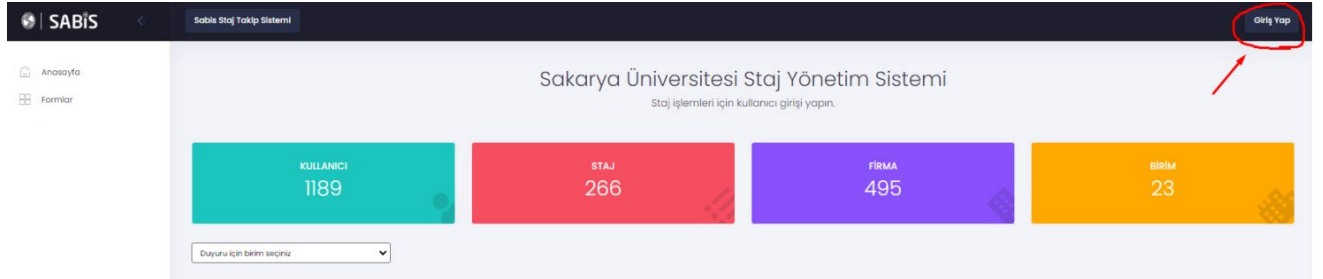 SABİS
Sabis Staj Takip Sistemi
Giriş Yap
Anasayfa
Formlar
Sakarya Üniversitesi Staj Yönetim Sistemi
Staj işlemleri için kullanıcı girişi yapın.
KULLANICI
1189
STAJ
266
FİRMA
495
BİRİM
23
Duyuru için birim seçiniz